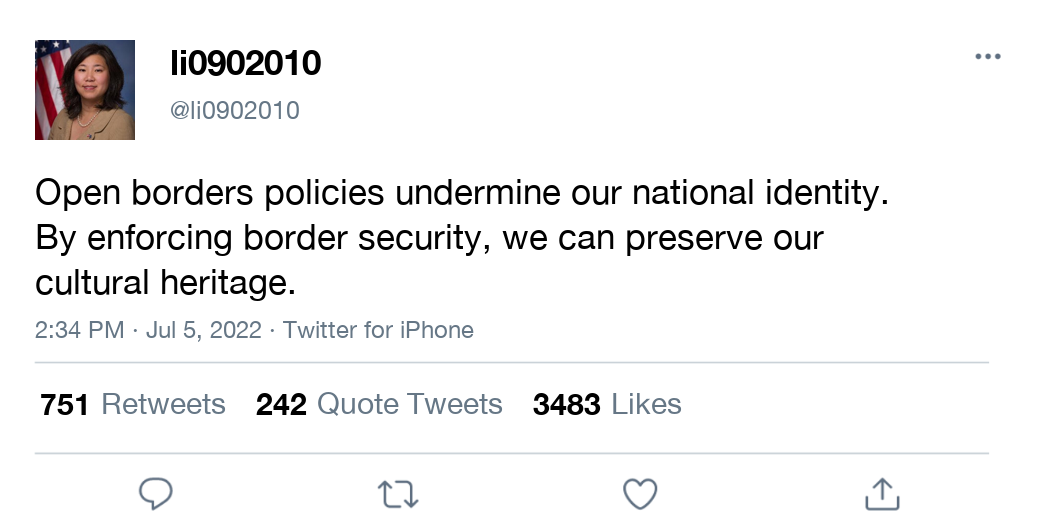 li0902010
@li0902010
Open borders policies undermine our national identity.
By enforcing border security, we can preserve our
cultural heritage.
2:34 PM · Jul 5, 2022 · Twitter for iPhone
751 Retweets 242 Quote Tweets 3483 Likes